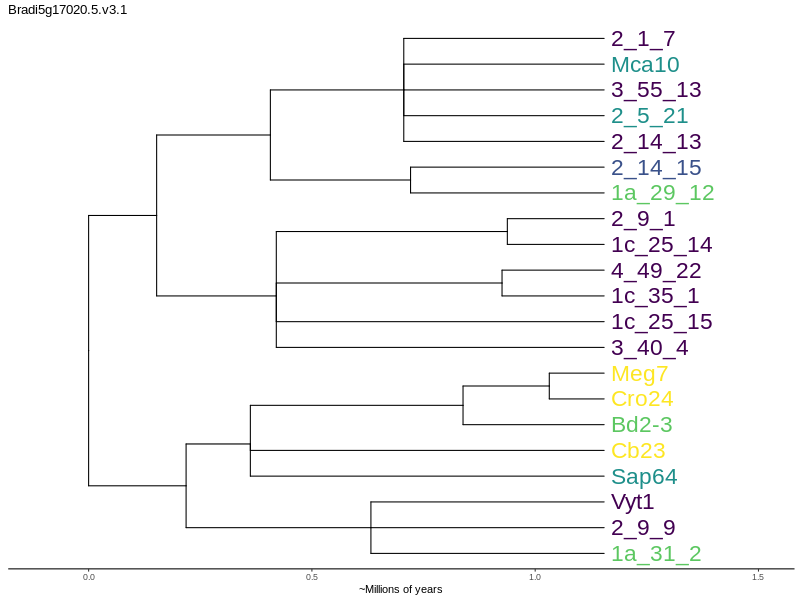 Bradi5g17020.5.v3.1
2_1_7
Mca10
3_55_13
2_5_21
2_14_13
2_14_15
1a_29_12
2_9_1
1c_25_14
4_49_22
1c_35_1
1c_25_15
3_40_4
Meg7
Cro24
Bd2-3
Cb23
Sap64
Vyt1
2_9_9
1a_31_2
0.0 0.5 1.0 1.5
~Millions of years